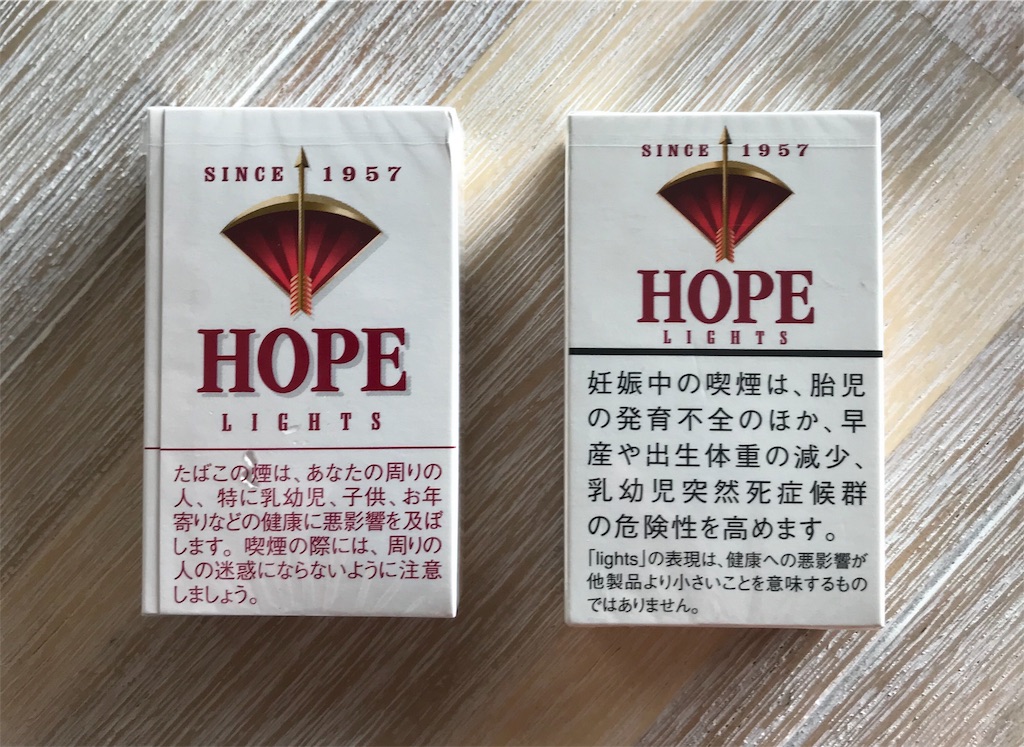 SINCE 1957
HOPE
LIGHTS
たばこの煙は、あなたの周りの
人、特に乳幼児、子供、お年
寄りなどの健康に悪影響を及ぼ
します。喫煙の際には、周りの
人の迷惑にならないように注意
しましょう。
SINCE 1957
HOPE
LIGHTS
妊娠中の喫煙は、胎児
の発育不全のほか、早
産や出生体重の減少、
乳幼児突然死症候群
の危険性を高めます。
「lights」の表現は、健康への悪影響が
他製品より小さいことを意味するもの
ではありません。